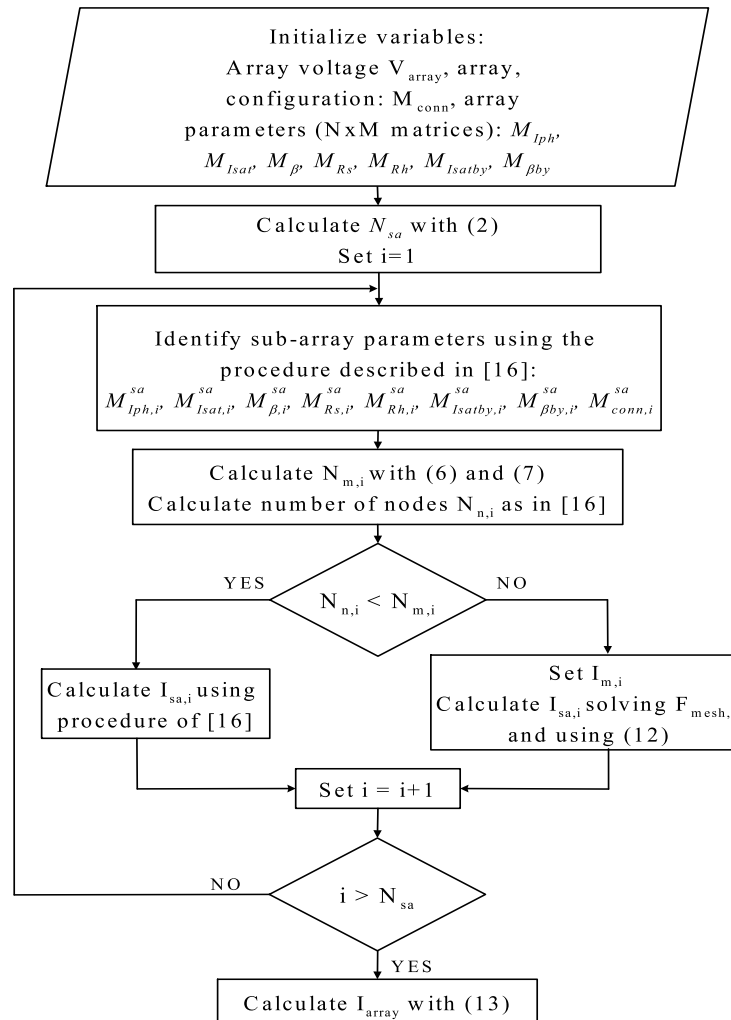 Initialize variables:
Array voltage V_array, array,
configuration: M_conn, array
parameters (NxM matrices): M_Iph,
M_Isat, M_β, M_Rs, M_Rh, M_Isatby, M_βby
Calculate N_sa with (2)
Set i=1
Identify sub-array parameters using the
procedure described in [16]:
M^sa_Iph,i, M^sa_Isat,i, M^sa_β,i, M^sa_Rs,i, M^sa_Rh,i, M^sa_Isatby,i, M^sa_βby,i, M^sa_conn,i
Calculate N_m,i with (6) and (7)
Calculate number of nodes N_n,i as in [16]
YES
NO
N_n,i < N_m,i
Calculate I_sa,i using
procedure of [16]
Set I_m,i
Calculate I_sa,i solving F_mesh,
and using (12)
Set i = i+1
NO
i > N_sa
YES
Calculate I_array with (13)